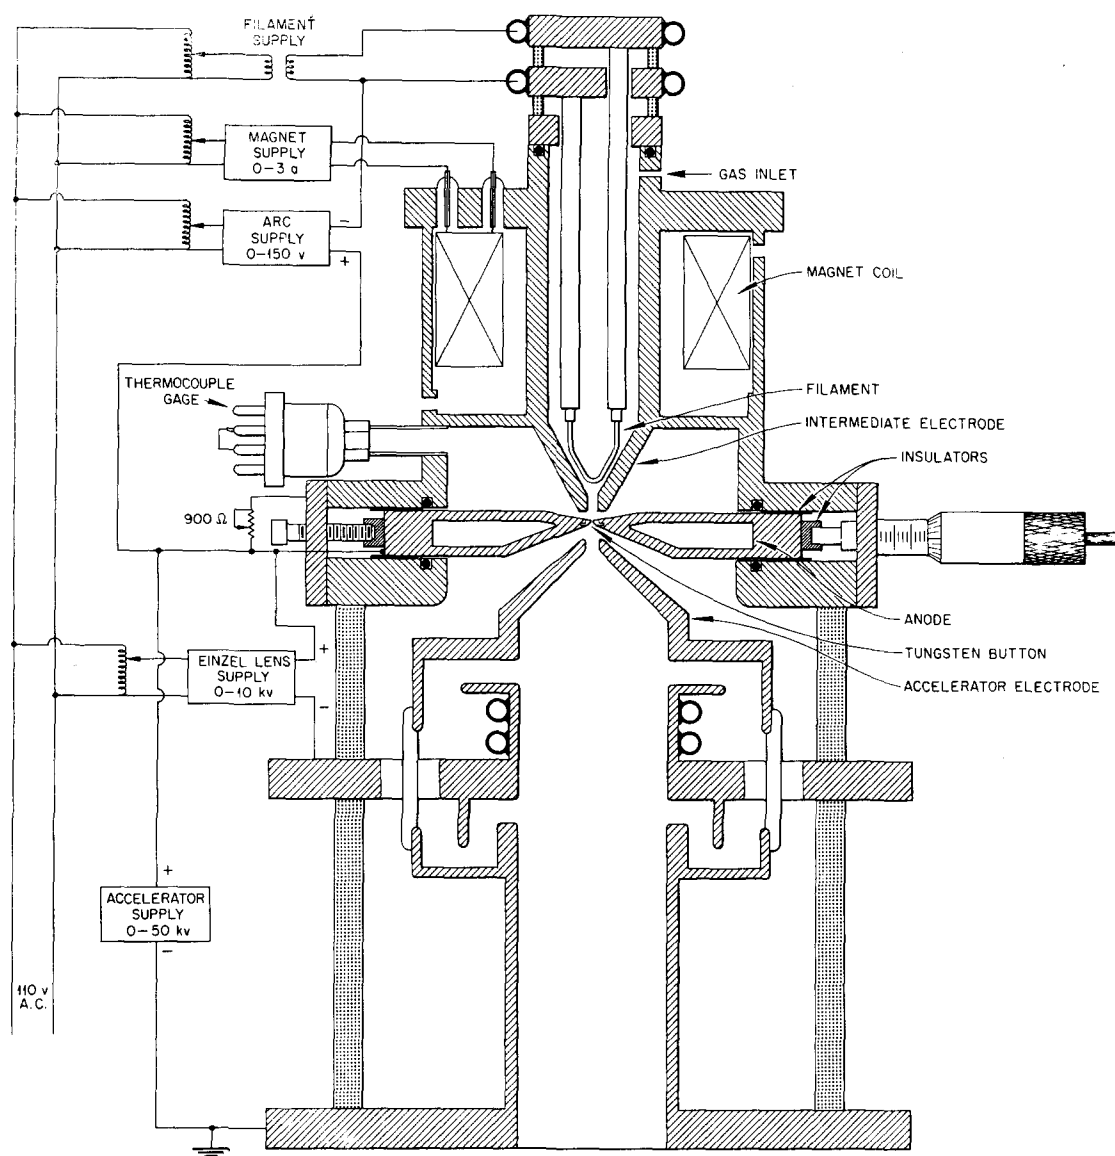 FILAMENT
SUPPLY
MAGNET
SUPPLY
0-3 a
GAS INLET
ARC
SUPPLY
0-150 v
−
+
MAGNET COIL
THERMOCOUPLE
GAGE
FILAMENT
INTERMEDIATE ELECTRODE
INSULATORS
900 Ω
ANODE
TUNGSTEN BUTTON
ACCELERATOR ELECTRODE
EINZEL LENS
SUPPLY
0-10 kv
+
−
+
ACCELERATOR
SUPPLY
0-50 kv
−
110 v
A.C.